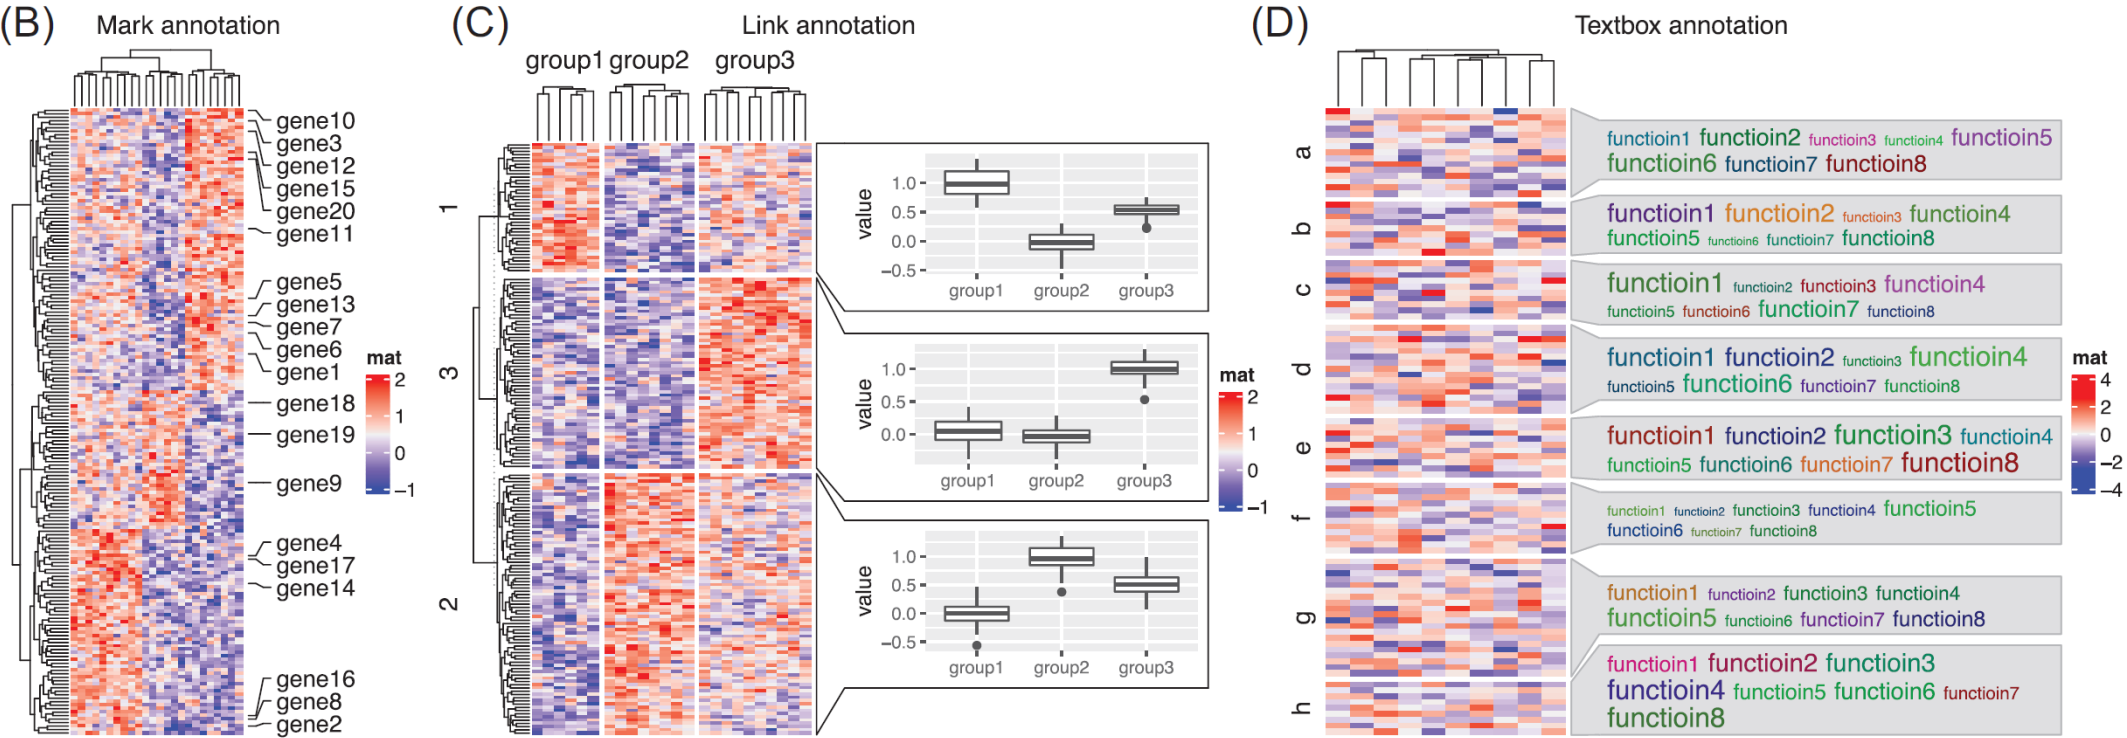 (B) Mark annotation
gene10
gene3
gene12
gene15
gene20
gene11
gene5
gene13
gene7
gene6
gene1
gene18
gene19
gene9
gene4
gene17
gene14
gene16
gene8
gene2
mat
2
1
0
−1
(C) Link annotation
group1 group2 group3
1
3
2
value
1.0
0.5
0.0
−0.5
group1 group2 group3
value
1.0
0.5
0.0
group1 group2 group3
value
1.0
0.5
0.0
−0.5
group1 group2 group3
mat
2
1
0
−1
(D) Textbox annotation
a
functioin1 functioin2 functioin3 functioin4 functioin5
functioin6 functioin7 functioin8
b
functioin1 functioin2 functioin3 functioin4
functioin5 functioin6 functioin7 functioin8
c
functioin1 functioin2 functioin3 functioin4
functioin5 functioin6 functioin7 functioin8
d
functioin1 functioin2 functioin3 functioin4
functioin5 functioin6 functioin7 functioin8
e
functioin1 functioin2 functioin3 functioin4
functioin5 functioin6 functioin7 functioin8
f
functioin1 functioin2 functioin3 functioin4 functioin5
functioin6 functioin7 functioin8
g
functioin1 functioin2 functioin3 functioin4
functioin5 functioin6 functioin7 functioin8
h
functioin1 functioin2 functioin3
functioin4 functioin5 functioin6 functioin7
functioin8
mat
4
2
0
−2
−4